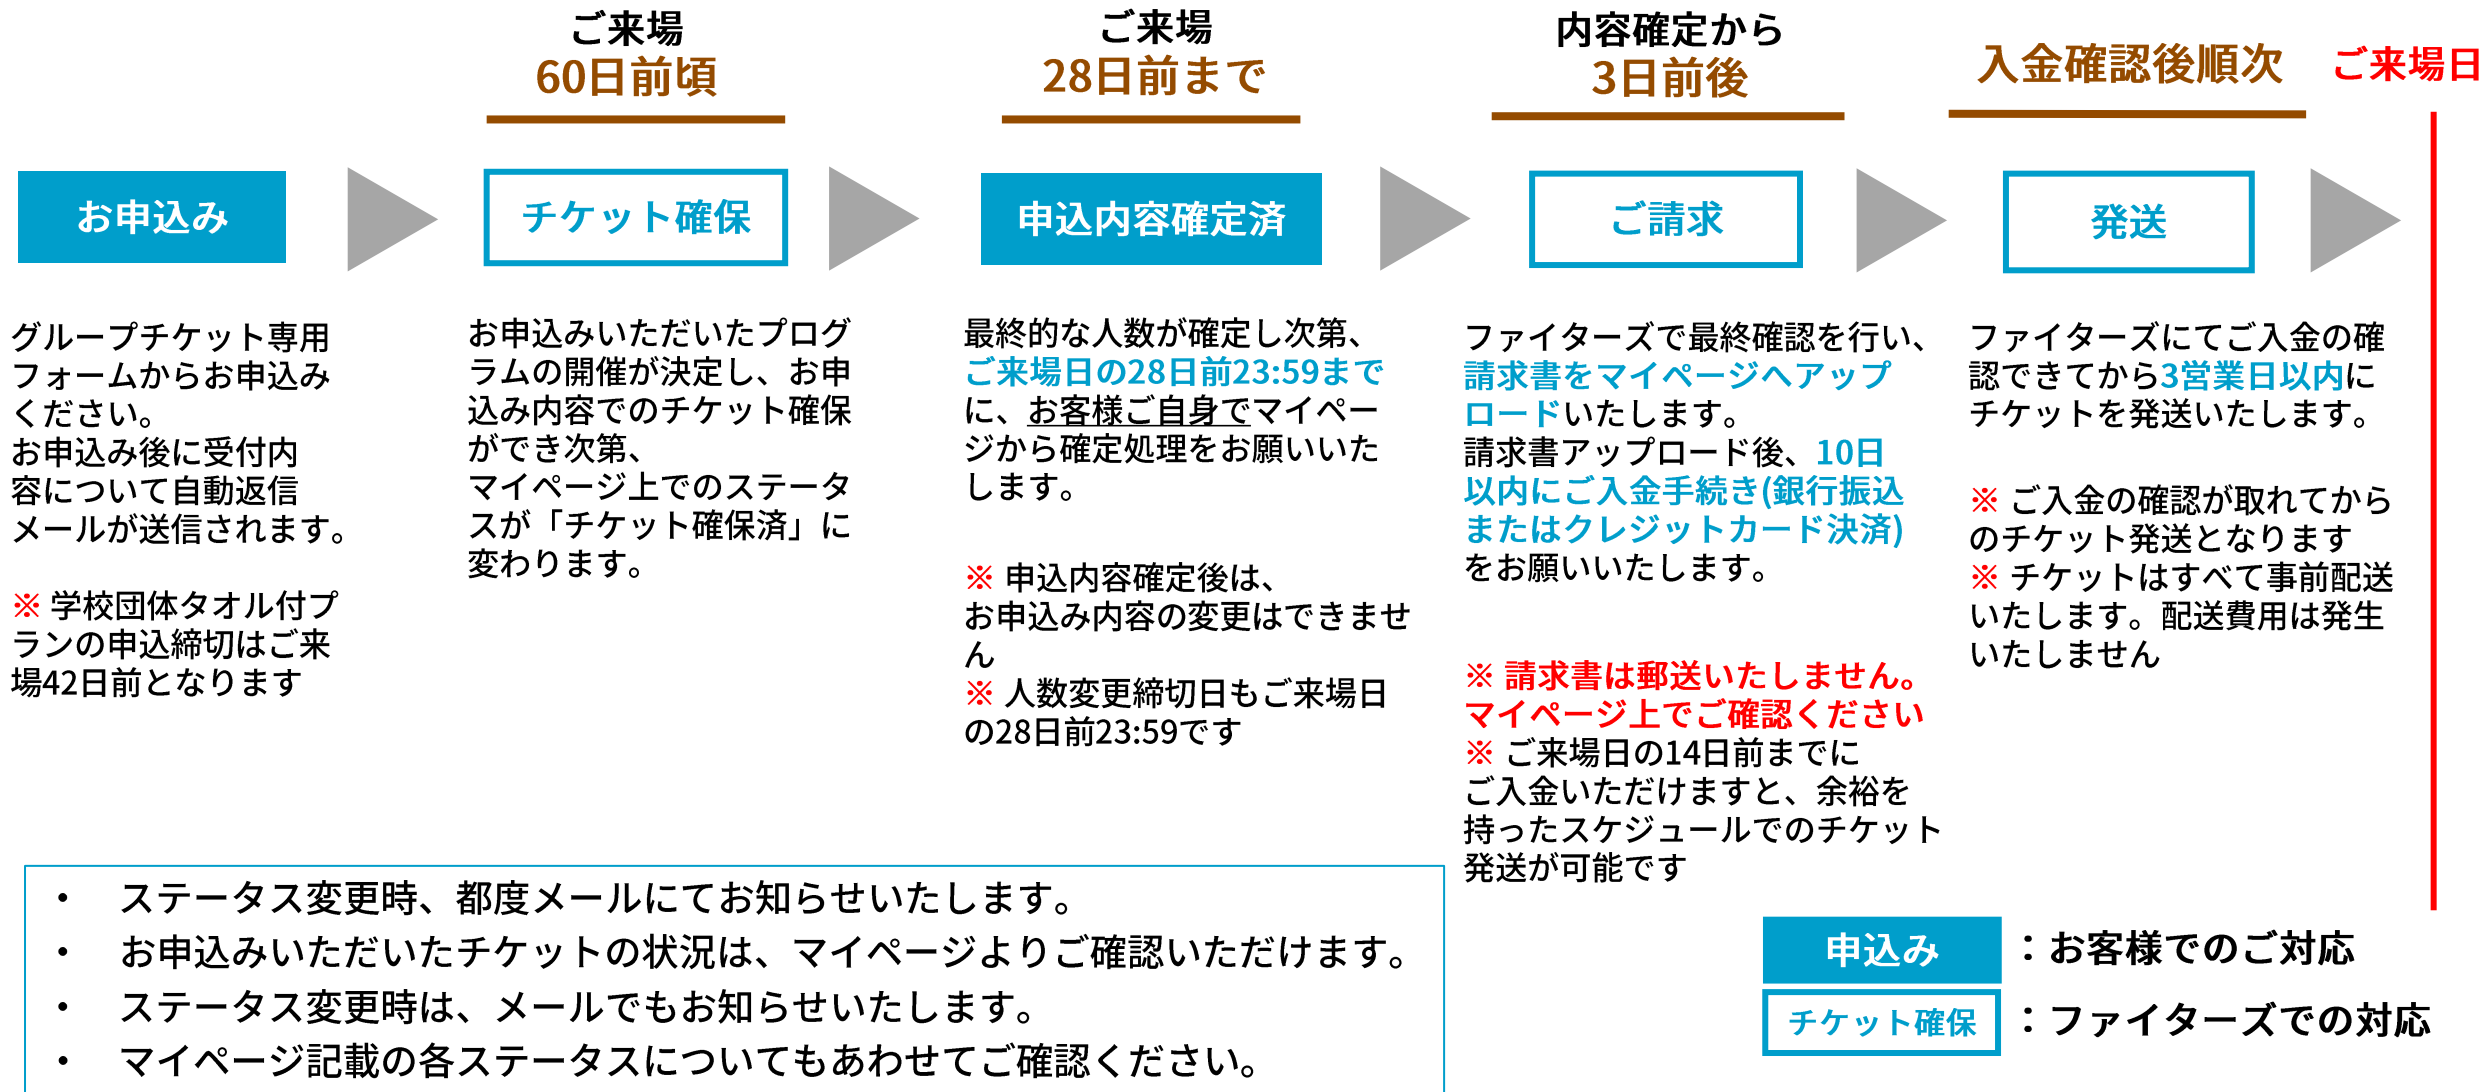 ご来場
60日前頃
ご来場
28日前まで
内容確定から
3日前後
入金確認後順次
ご来場日
お申込み
チケット確保
申込内容確定済
ご請求
発送
グループチケット専用
フォームからお申込み
ください。
お申込み後に受付内
容について自動返信
メールが送信されます。
※ 学校団体タオル付プ
ランの申込締切はご来
場42日前となります
お申込みいただいたプログ
ラムの開催が決定し、お申
込み内容でのチケット確保
ができ次第、
マイページ上でのステータ
スが「チケット確保済」に
変わります。
最終的な人数が確定し次第、
ご来場日の28日前23:59まで
に、お客様ご自身でマイペー
ジから確定処理をお願いいた
します。
※ 申込内容確定後は、
お申込み内容の変更はできませ
ん
※ 人数変更締切日もご来場日
の28日前23:59です
ファイターズで最終確認を行い、
請求書をマイページへアップ
ロードいたします。
請求書アップロード後、10日
以内にご入金手続き(銀行振込
またはクレジットカード決済)
をお願いいたします。
※ 請求書は郵送いたしません。
マイページ上でご確認ください
※ ご来場日の14日前までに
ご入金いただけますと、余裕を
持ったスケジュールでのチケット
発送が可能です
ファイターズにてご入金の確
認できてから3営業日以内に
チケットを発送いたします。
※ ご入金の確認が取れてから
のチケット発送となります
※ チケットはすべて事前配送
いたします。配送費用は発生
いたしません
・ ステータス変更時、都度メールにてお知らせいたします。
・ お申込みいただいたチケットの状況は、マイページよりご確認いただけます。
・ ステータス変更時は、メールでもお知らせいたします。
・ マイページ記載の各ステータスについてもあわせてご確認ください。
申込み ：お客様でのご対応
チケット確保 ：ファイターズでの対応